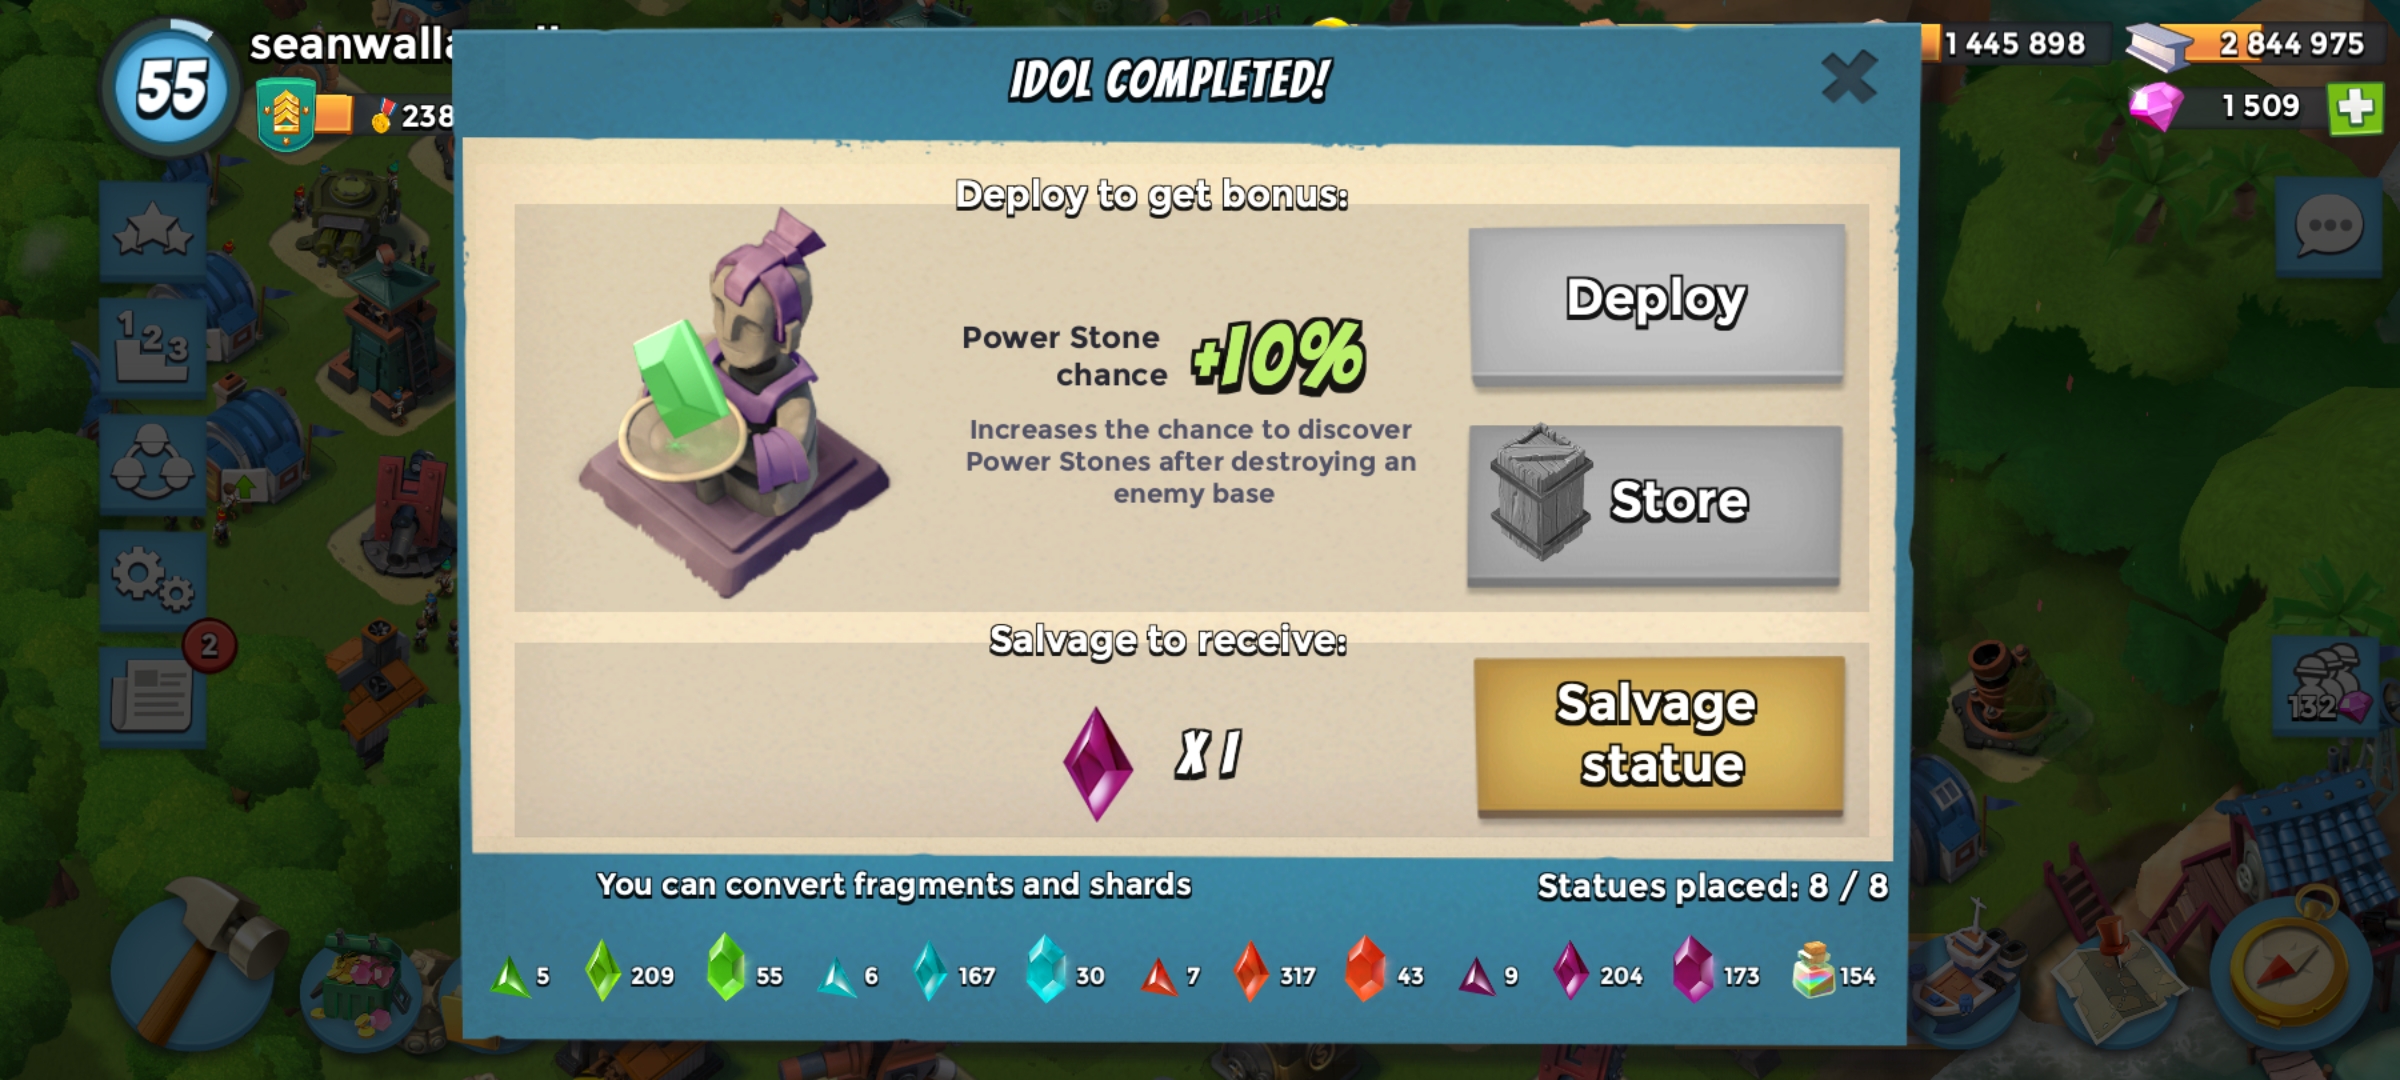 55
238
1 445 898
2 844 975
1 509
IDOL COMPLETED!
Deploy to get bonus:
Power Stone
chance
+10%
Increases the chance to discover
Power Stones after destroying an
enemy base
Deploy
Store
Salvage to receive:
X 1
Salvage
statue
You can convert fragments and shards
Statues placed: 8 / 8
5 209 55 6 167 30 7 317 43 9 204 173 154
1 2 3
2
132